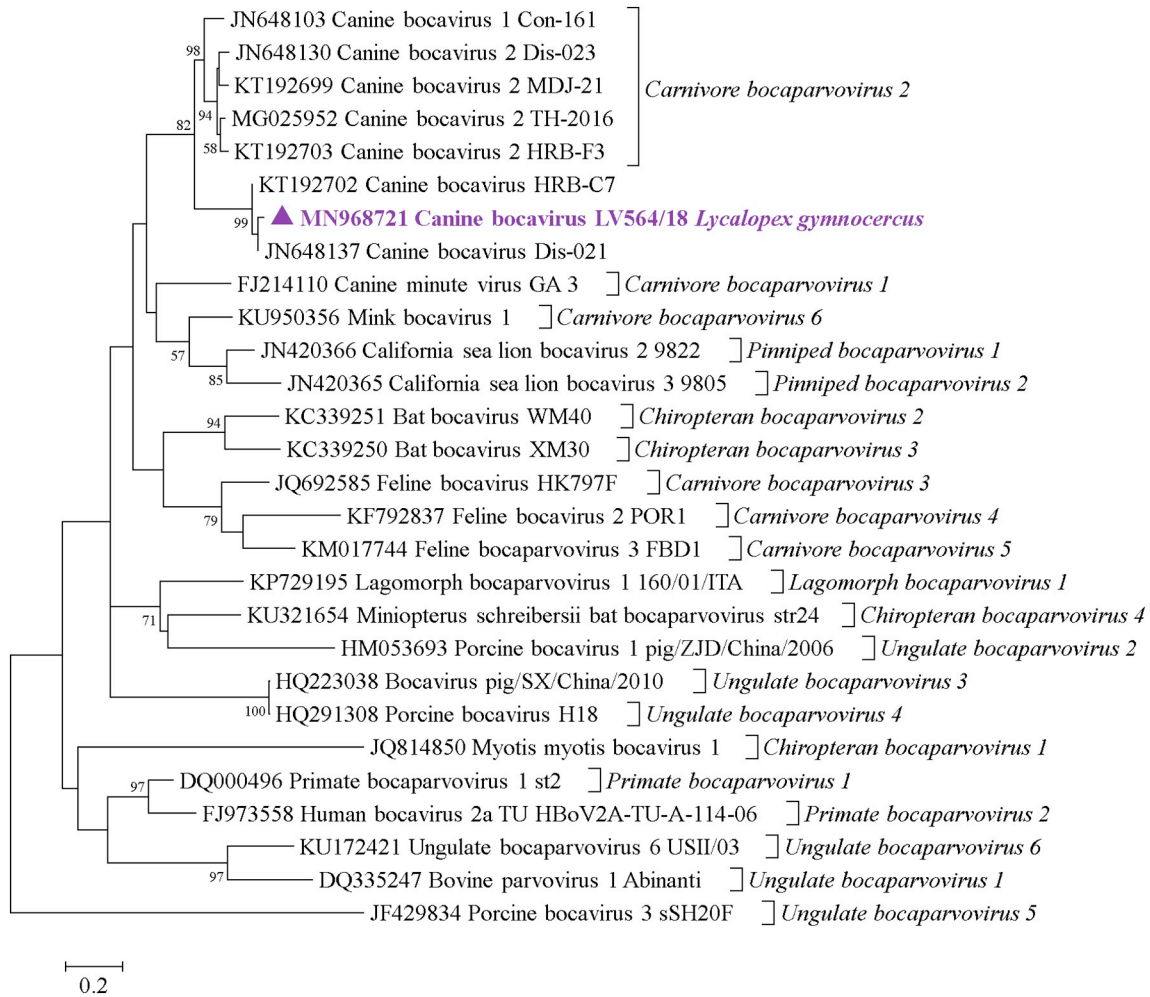 JN648103 Canine bocavirus 1 Con-161
98
JN648130 Canine bocavirus 2 Dis-023
KT192699 Canine bocavirus 2 MDJ-21
Carnivore bocaparvovirus 2
94
MG025952 Canine bocavirus 2 TH-2016
82
58
KT192703 Canine bocavirus 2 HRB-F3
KT192702 Canine bocavirus HRB-C7
99
MN968721 Canine bocavirus LV564/18 Lycalopex gymnocercus
JN648137 Canine bocavirus Dis-021
FJ214110 Canine minute virus GA 3 Carnivore bocaparvovirus 1
KU950356 Mink bocavirus 1 Carnivore bocaparvovirus 6
57
JN420366 California sea lion bocavirus 2 9822 Pinniped bocaparvovirus 1
85
JN420365 California sea lion bocavirus 3 9805 Pinniped bocaparvovirus 2
94
KC339251 Bat bocavirus WM40 Chiropteran bocaparvovirus 2
KC339250 Bat bocavirus XM30 Chiropteran bocaparvovirus 3
JQ692585 Feline bocavirus HK797F Carnivore bocaparvovirus 3
79
KF792837 Feline bocavirus 2 POR1 Carnivore bocaparvovirus 4
KM017744 Feline bocaparvovirus 3 FBD1 Carnivore bocaparvovirus 5
KP729195 Lagomorph bocaparvovirus 1 160/01/ITA Lagomorph bocaparvovirus 1
71
KU321654 Miniopterus schreibersii bat bocaparvovirus str24 Chiropteran bocaparvovirus 4
HM053693 Porcine bocavirus 1 pig/ZJD/China/2006 Ungulate bocaparvovirus 2
HQ223038 Bocavirus pig/SX/China/2010 Ungulate bocaparvovirus 3
100
HQ291308 Porcine bocavirus H18 Ungulate bocaparvovirus 4
JQ814850 Myotis myotis bocavirus 1 Chiropteran bocaparvovirus 1
97
DQ000496 Primate bocaparvovirus 1 st2 Primate bocaparvovirus 1
FJ973558 Human bocavirus 2a TU HBoV2A-TU-A-114-06 Primate bocaparvovirus 2
KU172421 Ungulate bocaparvovirus 6 USII/03 Ungulate bocaparvovirus 6
97
DQ335247 Bovine parvovirus 1 Abinanti Ungulate bocaparvovirus 1
JF429834 Porcine bocavirus 3 sSH20F Ungulate bocaparvovirus 5
0.2